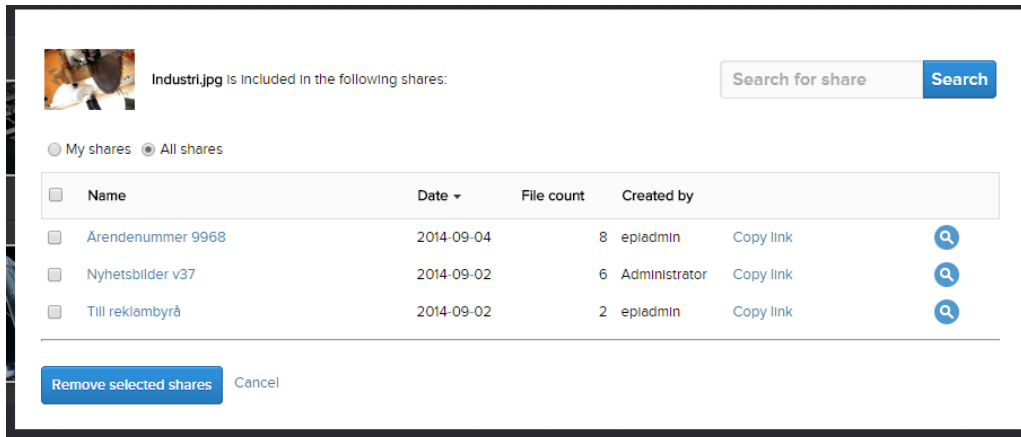 Industri.jpg is included in the following shares:
Search for share Search
My shares All shares
Name Date File count Created by
Ärendenummer 9968 2014-09-04 8 epiadmin Copy link
Nyhetsbilder v37 2014-09-02 6 Administrator Copy link
Till reklambyrå 2014-09-02 2 epiadmin Copy link
Remove selected shares Cancel